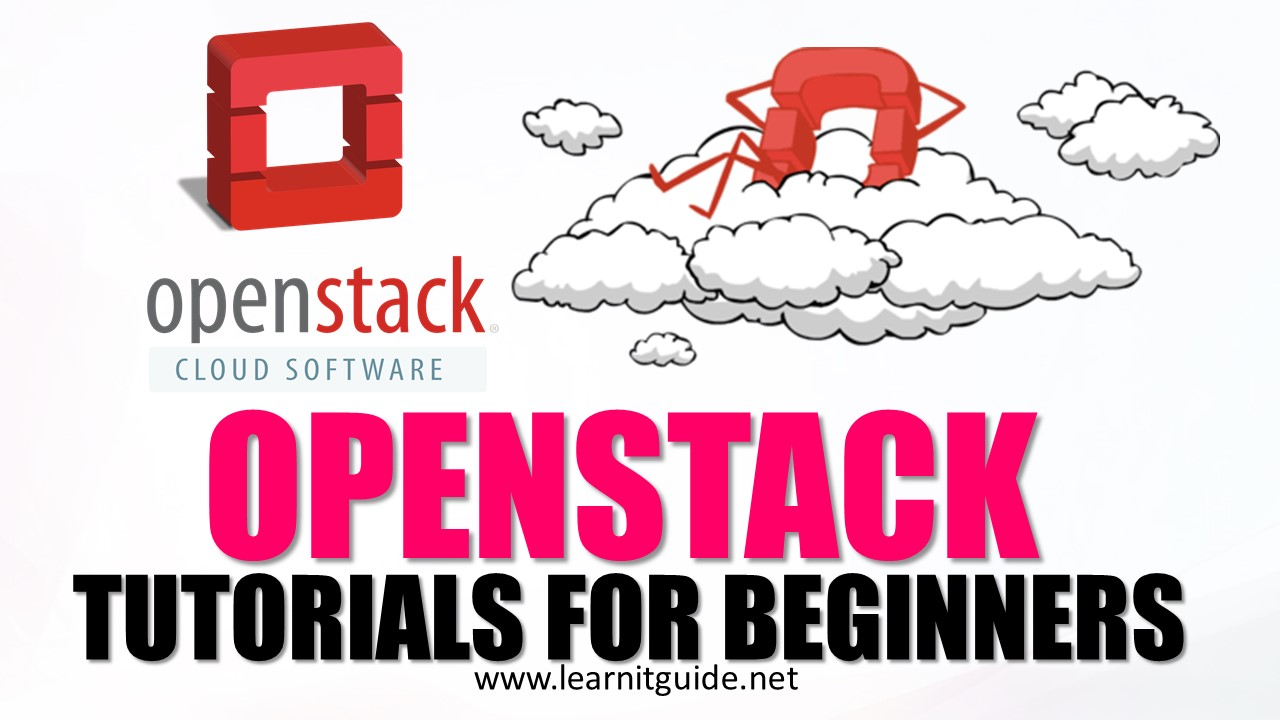 openstack®
CLOUD SOFTWARE
OPENSTACK
TUTORIALS FOR BEGINNERS
www.learnitguide.net